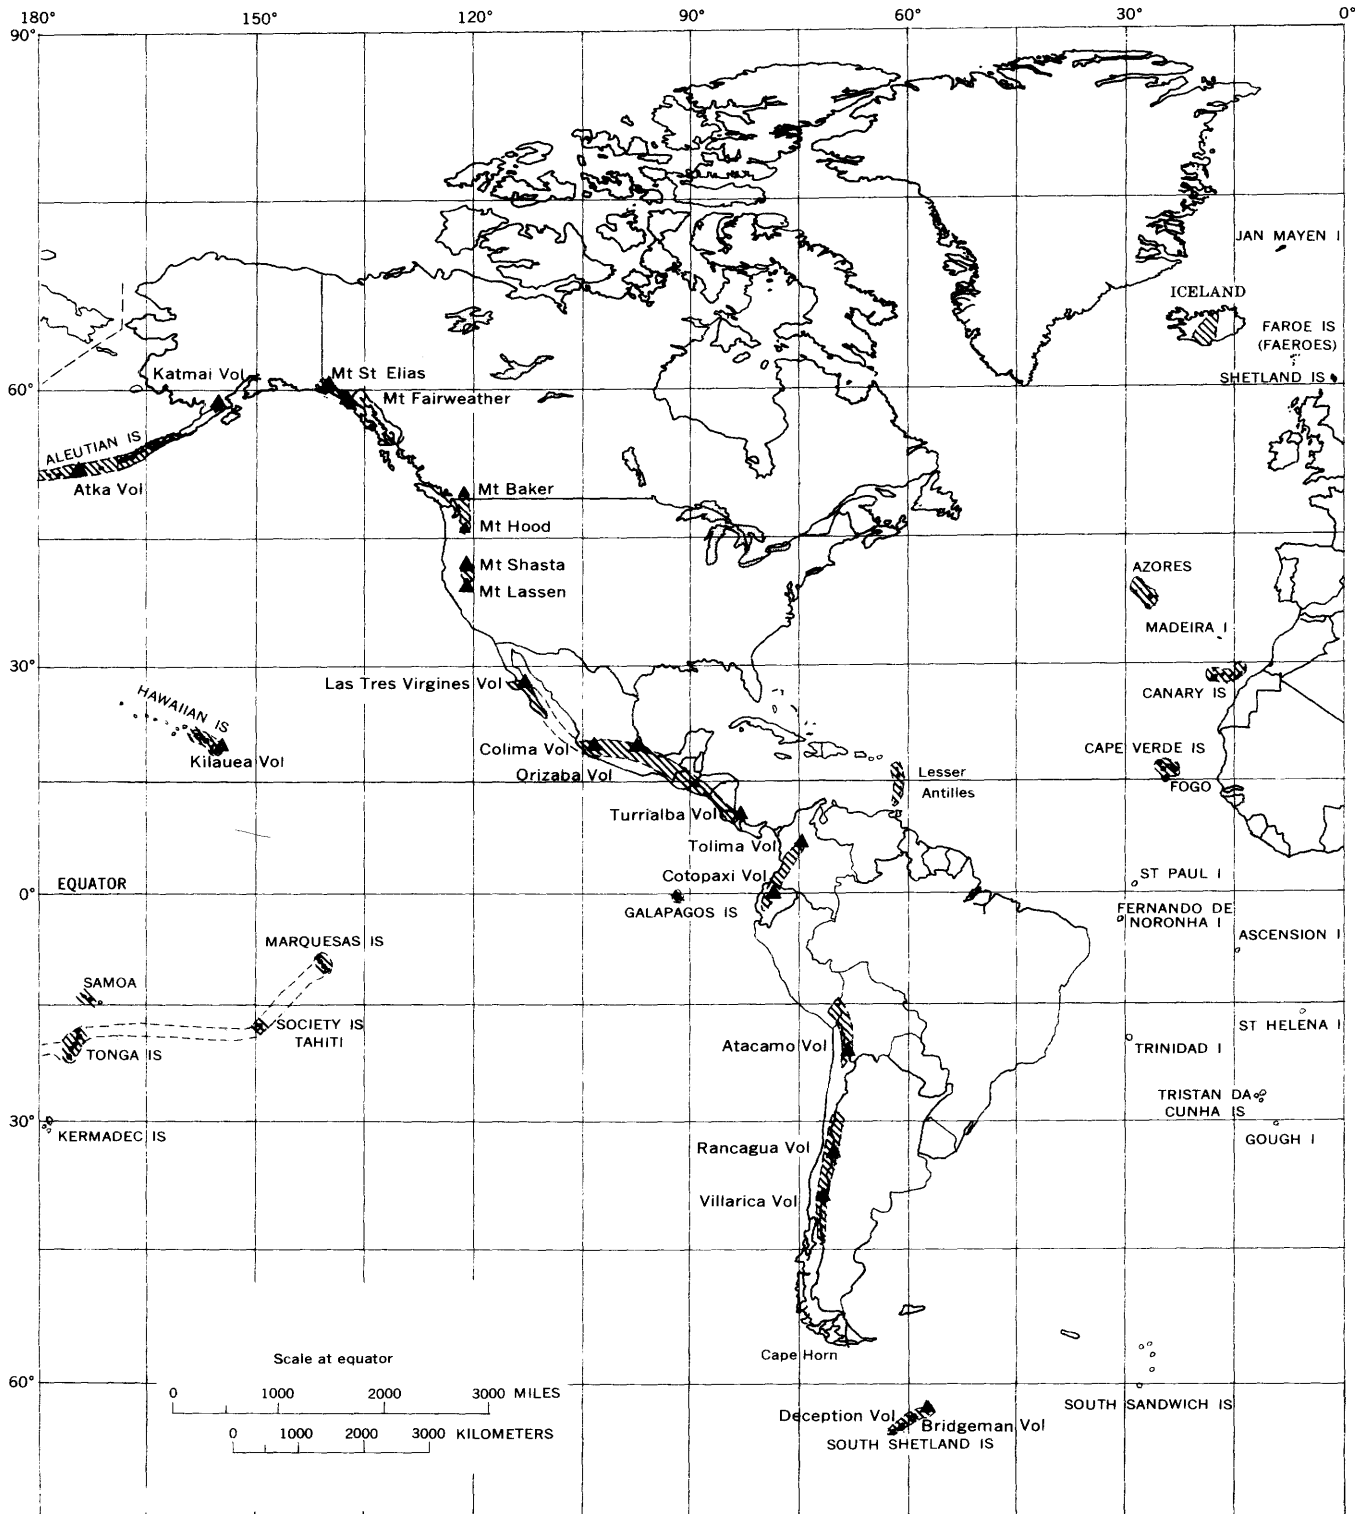 180° 150° 120° 90° 60° 30° 0°
90°
JAN MAYEN I
ICELAND
FAROE IS
(FAEROES)
Katmai Vol
Mt St Elias
SHETLAND IS
60°
Mt Fairweather
ALEUTIAN IS
Atka Vol
Mt Baker
Mt Hood
Mt Shasta
AZORES
Mt Lassen
MADEIRA I
30°
Las Tres Virgines Vol
CANARY IS
HAWAIIAN IS
Colima Vol
CAPE VERDE IS
Kilauea Vol
Orizaba Vol
Lesser
Antilles
FOGO
Turrialba Vol
Tolima Vol
Cotopaxi Vol
ST PAUL I
EQUATOR
0°
GALAPAGOS IS
FERNANDO DE
NORONHA I
ASCENSION I
MARQUESAS IS
SAMOA
SOCIETY IS
TAHITI
ST HELENA I
TONGA IS
Atacamo Vol
TRINIDAD I
TRISTAN DA
CUNHA IS
30°
KERMADEC IS
GOUGH I
Rancagua Vol
Villarica Vol
Cape Horn
Scale at equator
60°
0 1000 2000 3000 MILES
SOUTH SANDWICH IS
Deception Vol
Bridgeman Vol
0 1000 2000 3000 KILOMETERS
SOUTH SHETLAND IS